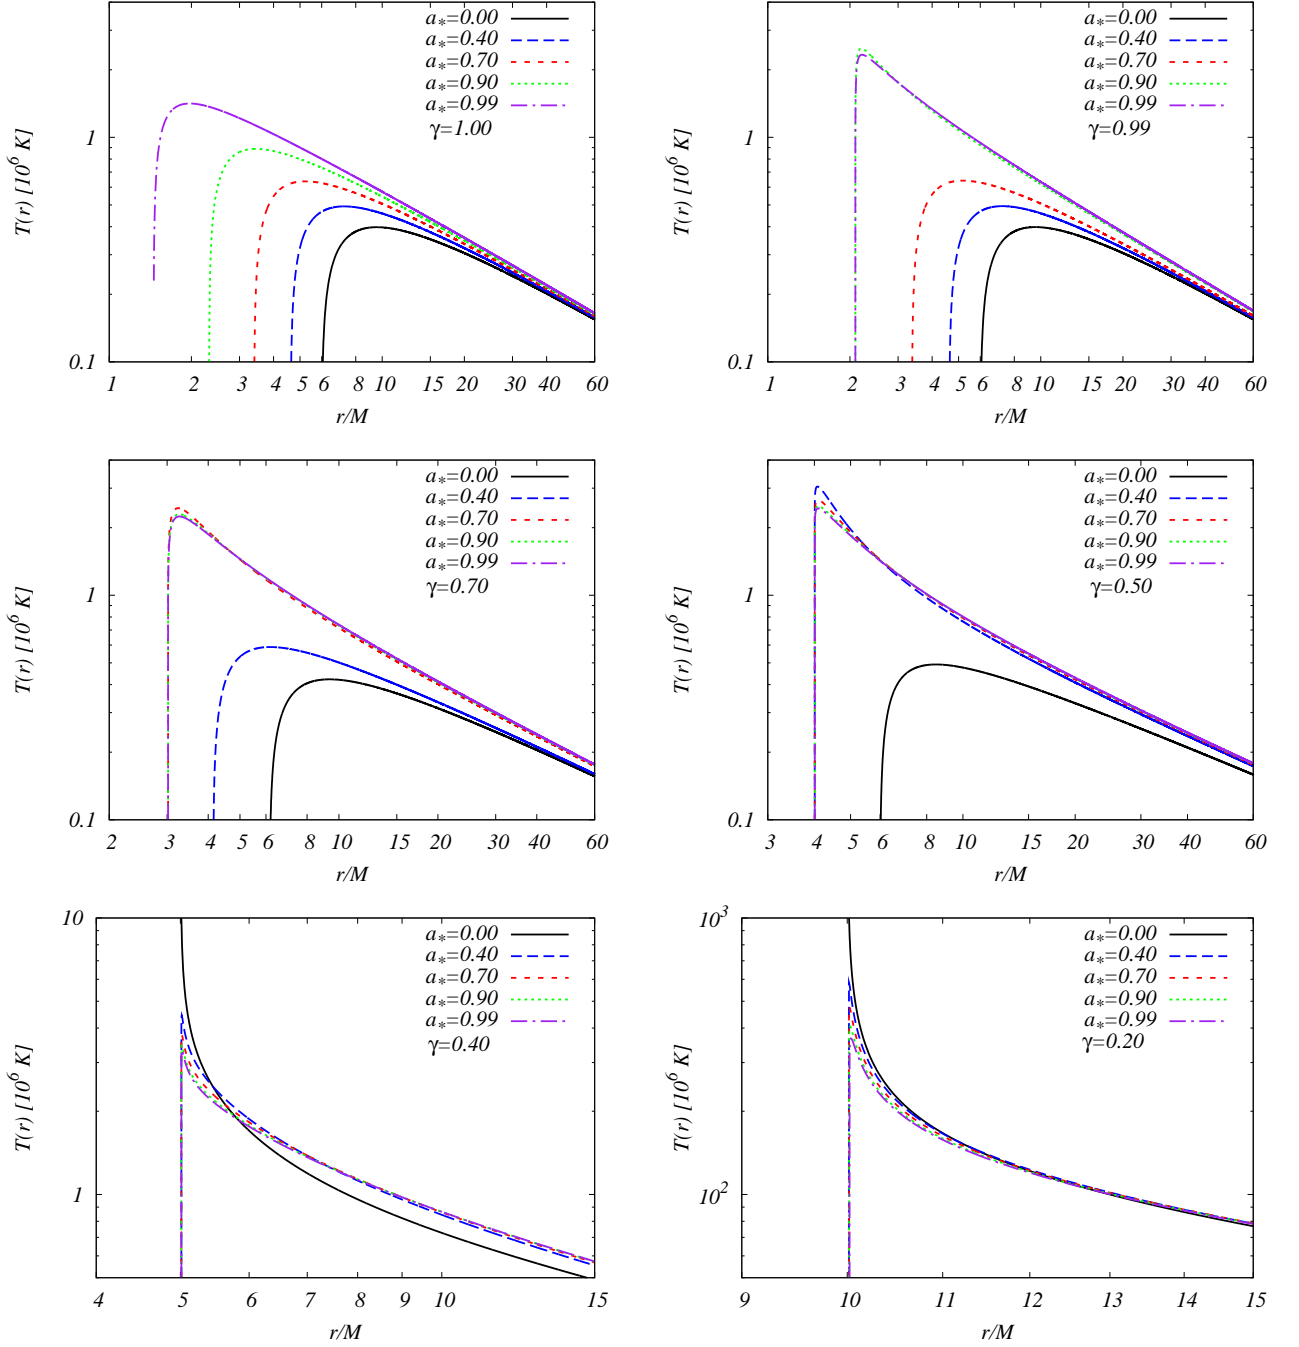 T(r) [10^6 K]
a*=0.00
a*=0.40
a*=0.70
a*=0.90
a*=0.99
γ=1.00
1
0.1
1 2 3 4 5 6 8 10 15 20 30 40 60
r/M
T(r) [10^6 K]
a*=0.00
a*=0.40
a*=0.70
a*=0.90
a*=0.99
γ=0.99
1
0.1
1 2 3 4 5 6 8 10 15 20 30 40 60
r/M
T(r) [10^6 K]
a*=0.00
a*=0.40
a*=0.70
a*=0.90
a*=0.99
γ=0.70
1
0.1
2 3 4 5 6 8 10 15 20 30 40 60
r/M
T(r) [10^6 K]
a*=0.00
a*=0.40
a*=0.70
a*=0.90
a*=0.99
γ=0.50
1
0.1
3 4 5 6 8 10 15 20 30 40 60
r/M
T(r) [10^6 K]
10
a*=0.00
a*=0.40
a*=0.70
a*=0.90
a*=0.99
γ=0.40
1
4 5 6 7 8 9 10 15
r/M
T(r) [10^6 K]
10^3
a*=0.00
a*=0.40
a*=0.70
a*=0.90
a*=0.99
γ=0.20
10^2
9 10 11 12 13 14 15
r/M